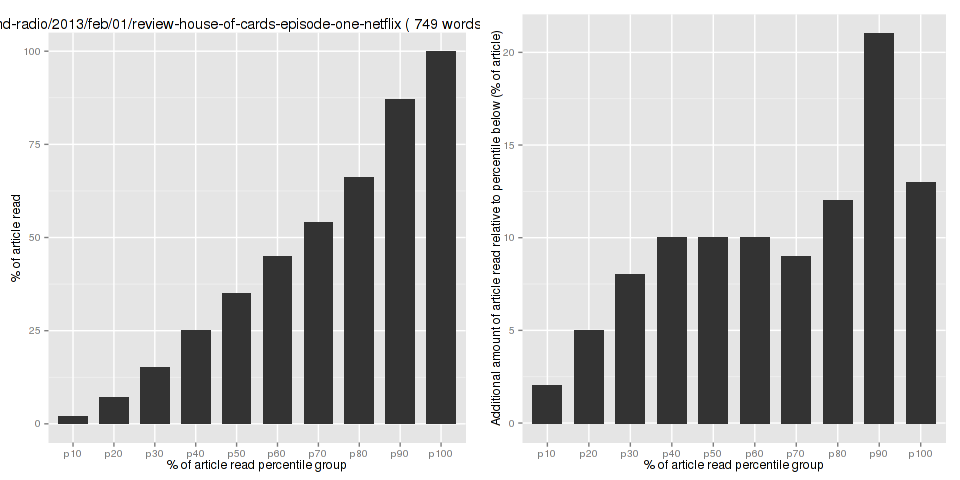 nd-radio/2013/feb/01/review-house-of-cards-episode-one-netflix ( 749 words
% of article read
100
75
50
25
0
p10 p20 p30 p40 p50 p60 p70 p80 p90 p100
% of article read percentile group
Additional amount of article read relative to percentile below (% of article)
20
15
10
5
0
p10 p20 p30 p40 p50 p60 p70 p80 p90 p100
% of article read percentile group